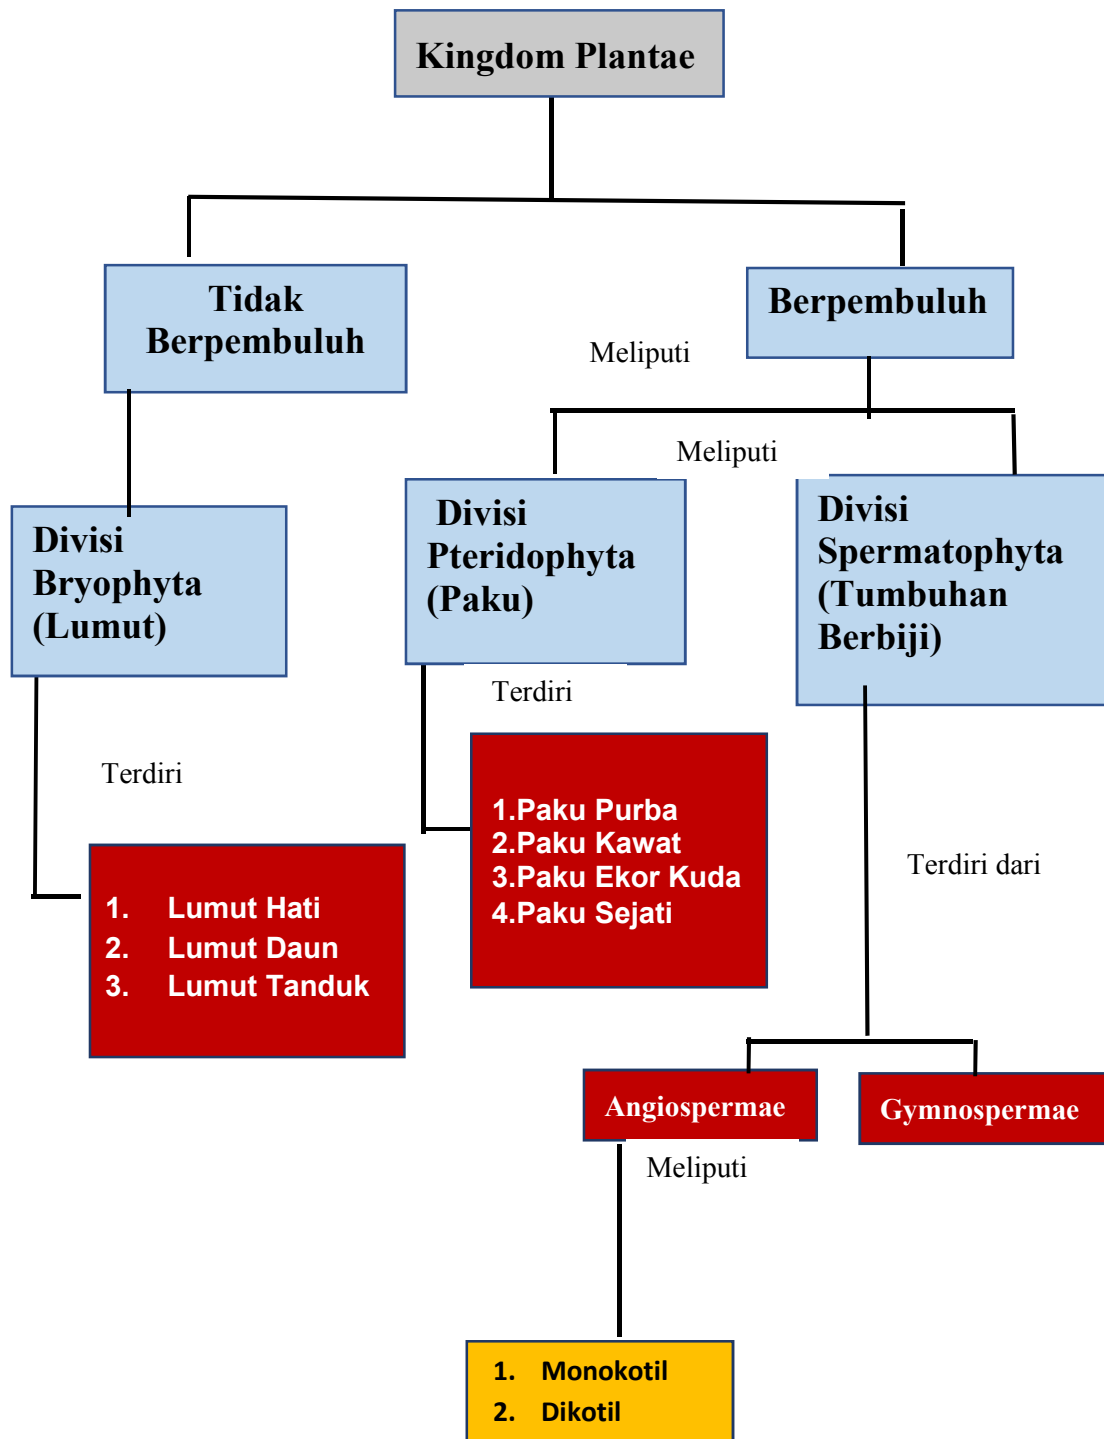 Kingdom Plantae
Tidak
Berpembuluh
Berpembuluh
Meliputi
Meliputi
Divisi
Bryophyta
(Lumut)
Divisi
Pteridophyta
(Paku)
Divisi
Spermatophyta
(Tumbuhan
Berbiji)
Terdiri
Terdiri
1. Lumut Hati
2. Lumut Daun
3. Lumut Tanduk
1.Paku Purba
2.Paku Kawat
3.Paku Ekor Kuda
4.Paku Sejati
Terdiri dari
Angiospermae
Gymnospermae
Meliputi
1. Monokotil
2. Dikotil